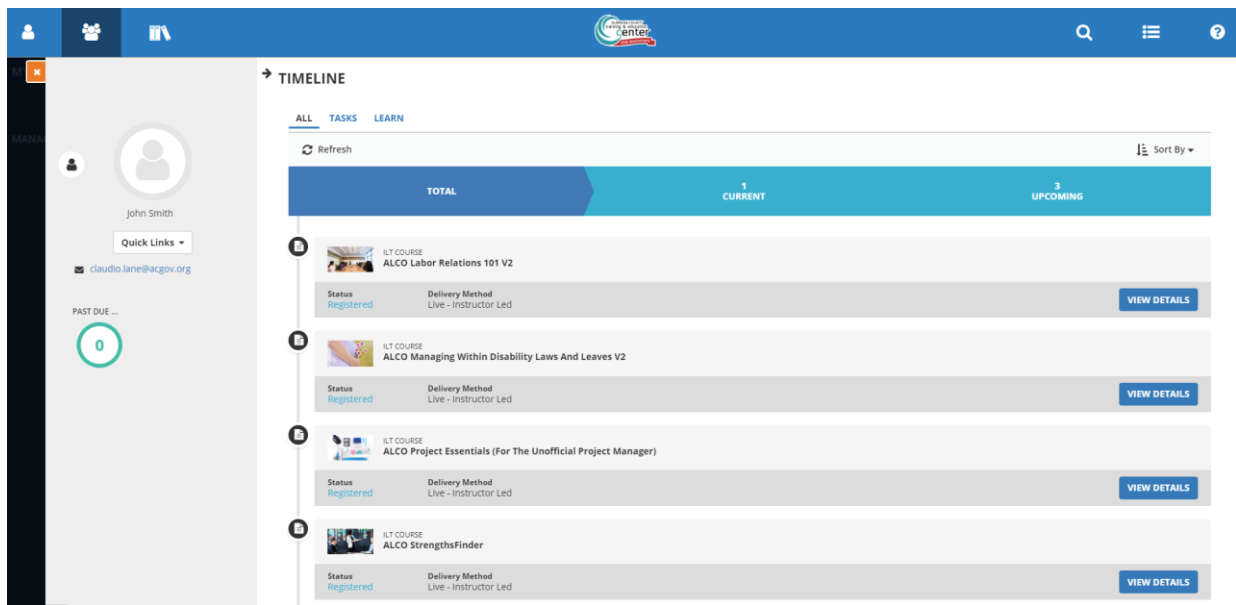 center
M
MANA
TIMELINE
ALL TASKS LEARN
Refresh
Sort By
TOTAL
1
CURRENT
3
UPCOMING
John Smith
Quick Links
claudio.lane@acgov.org
PAST DUE ...
0
ILT COURSE
ALCO Labor Relations 101 V2
Status Delivery Method
Registered Live - Instructor Led
VIEW DETAILS
ILT COURSE
ALCO Managing Within Disability Laws And Leaves V2
Status Delivery Method
Registered Live - Instructor Led
VIEW DETAILS
ILT COURSE
ALCO Project Essentials (For The Unofficial Project Manager)
Status Delivery Method
Registered Live - Instructor Led
VIEW DETAILS
ILT COURSE
ALCO StrengthsFinder
Status Delivery Method
Registered Live - Instructor Led
VIEW DETAILS